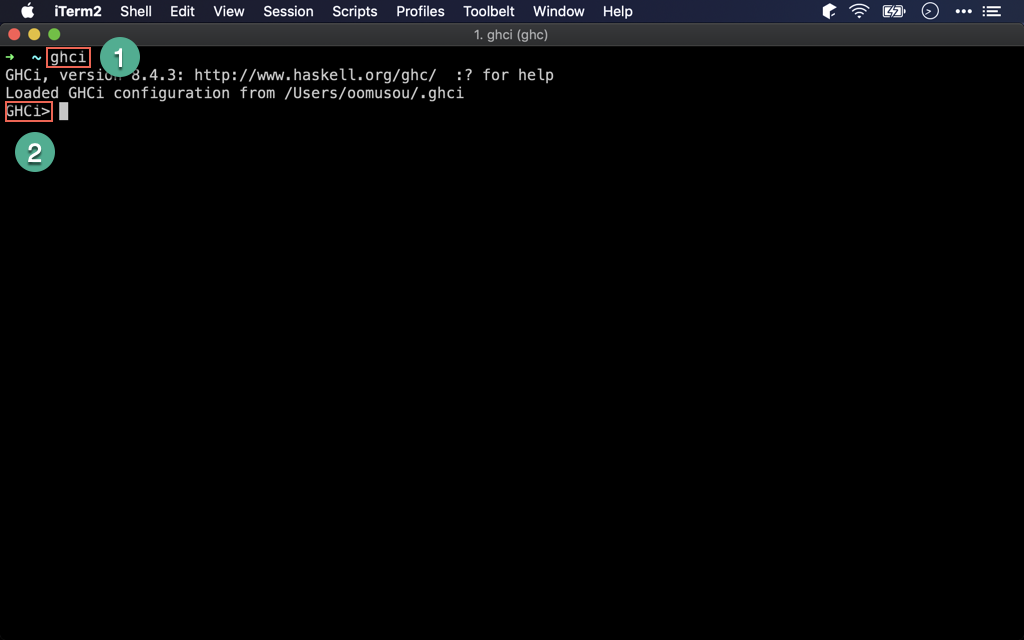 iTerm2 Shell Edit View Session Scripts Profiles Toolbelt Window Help
1. ghci (ghc)
➜ ~ ghci 1
GHCi, version 8.4.3: http://www.haskell.org/ghc/  :? for help
Loaded GHCi configuration from /Users/oomusou/.ghci
GHCi>
2